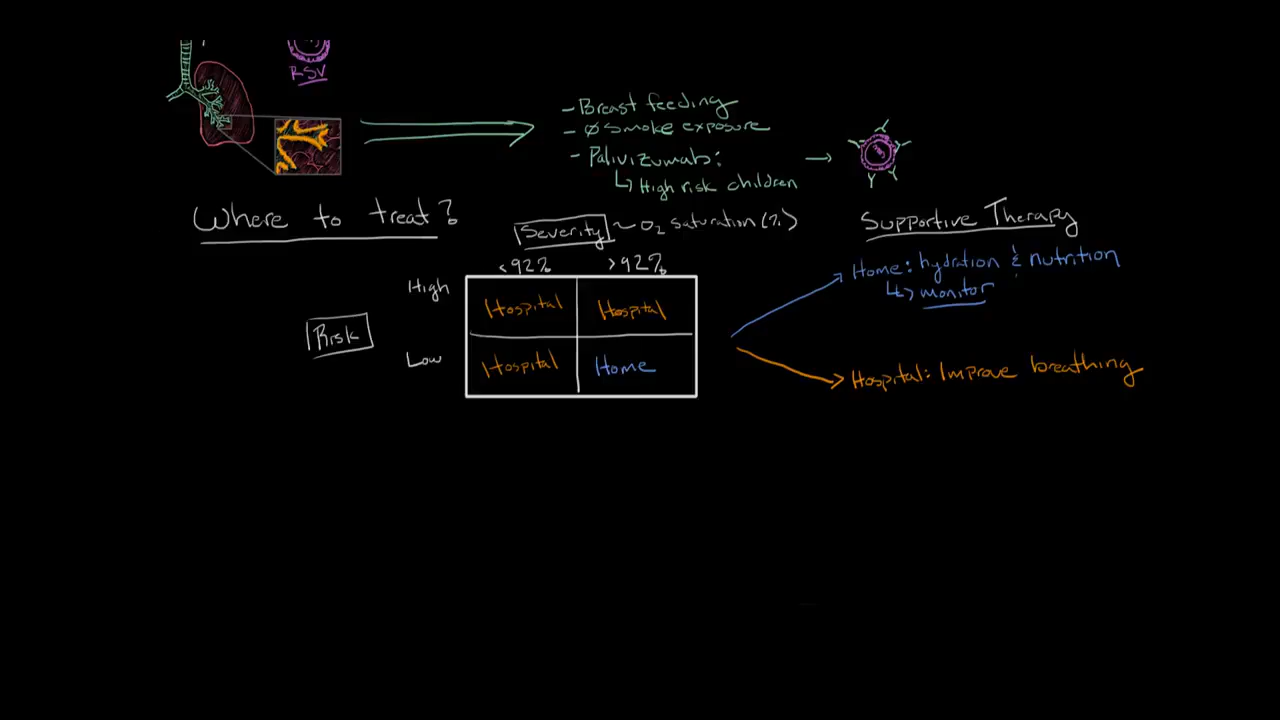 RSV
- Breast feeding
- Ø Smoke exposure
- Palivizumab:
↳ High risk children
Where to treat?
Severity ~ O2 saturation (%)
<92% >92%
High
Hospital Hospital
Risk
Low
Hospital Home
Supportive Therapy
Home: hydration & nutrition
↳ monitor
Hospital: Improve breathing